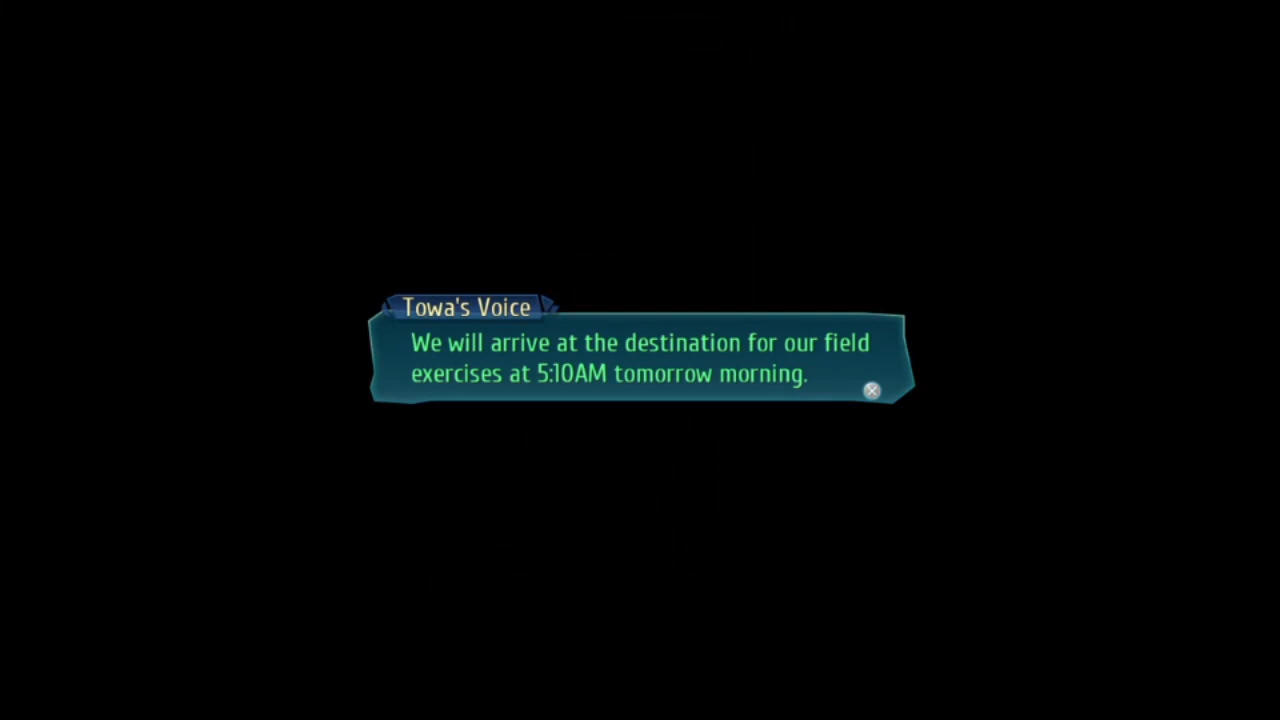 Towa's Voice
We will arrive at the destination for our field
exercises at 5:10AM tomorrow morning.